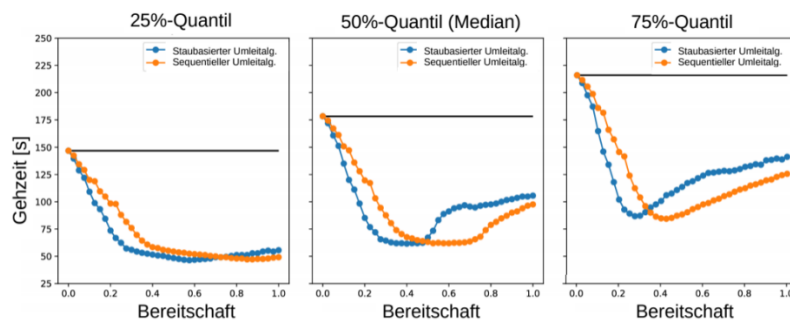 25%-Quantil
50%-Quantil (Median)
75%-Quantil
Gehzeit [s]
250
225
200
175
150
125
100
75
50
25
Staubasierter Umleitalg.
Sequentieller Umleitalg.
Staubasierter Umleitalg.
Sequentieller Umleitalg.
Staubasierter Umleitalg.
Sequentieller Umleitalg.
0.0 0.2 0.4 0.6 0.8 1.0
0.0 0.2 0.4 0.6 0.8 1.0
0.0 0.2 0.4 0.6 0.8 1.0
Bereitschaft
Bereitschaft
Bereitschaft